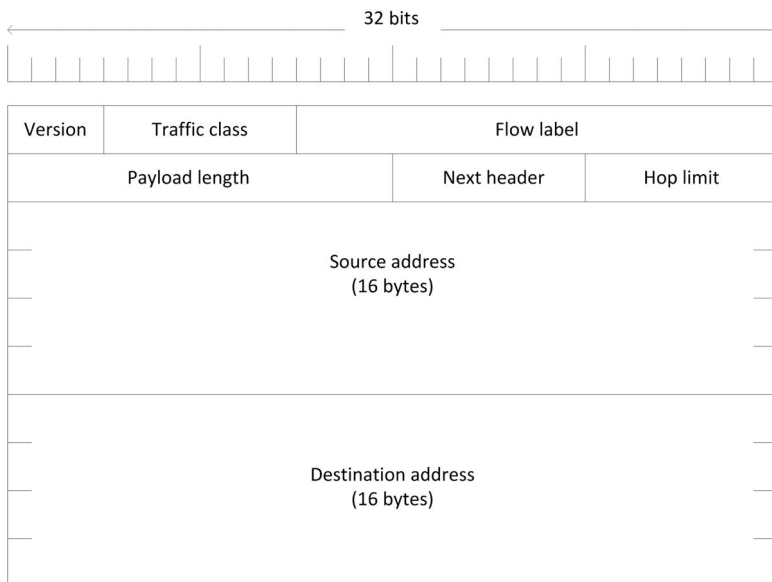 32 bits
Version Traffic class Flow label
Payload length Next header Hop limit
Source address
(16 bytes)
Destination address
(16 bytes)